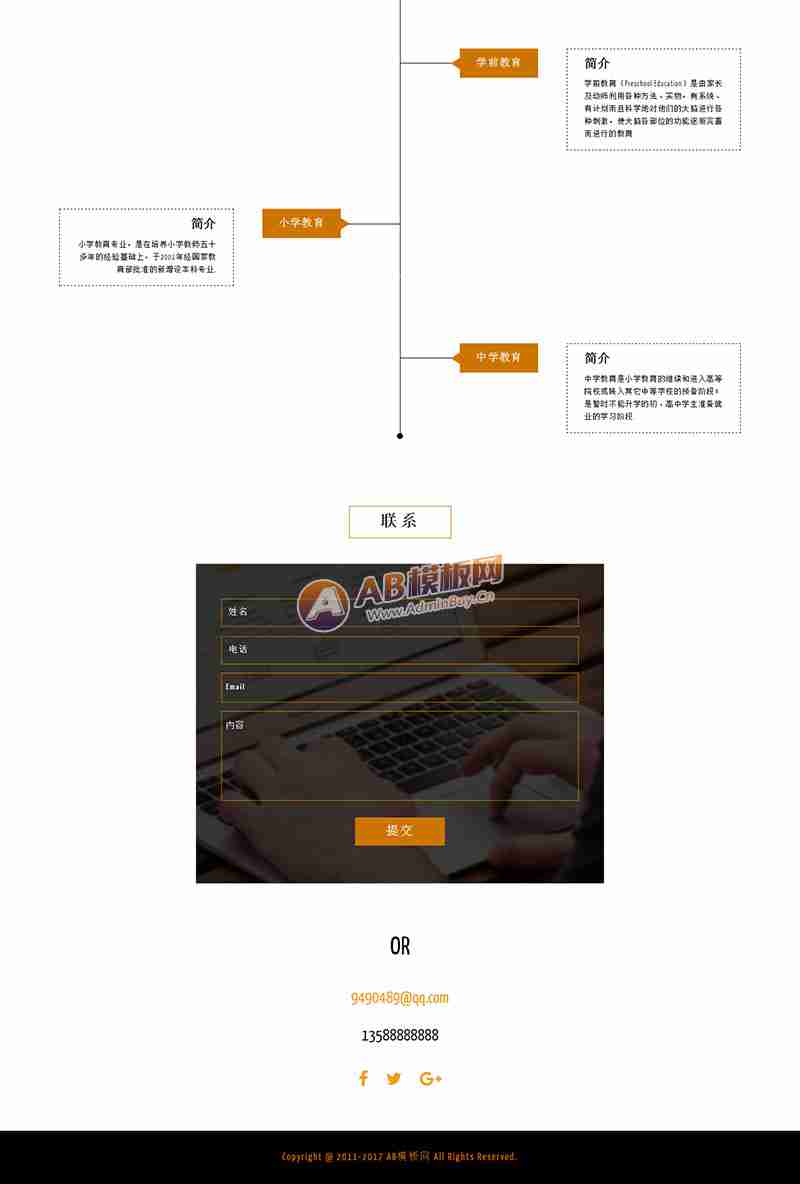 学前教育
简介
学前教育（Preschool Education）是由家长
及幼师利用各种方法、实物，有系统、
有计划而且科学地对他们的大脑进行各
种刺激，使大脑各部位的功能逐渐完善
而进行的教育
小学教育
简介
小学教育专业，是在培养小学教师五十
多年的经验基础上，于2002年经国家教
育部批准的新增设本科专业.
中学教育
简介
中学教育是小学教育的继续和进入高等
院校或转入其它中等学校的预备阶段，
是暂时不能升学的初、高中学生准备就
业的学习阶段.
联系
AB模板网
Www.AdminBuy.Cn
姓名
电话
Email
内容
提交
OR
9490489@qq.com
13588888888
Copyright @ 2011-2017 AB模板网 All Rights Reserved.